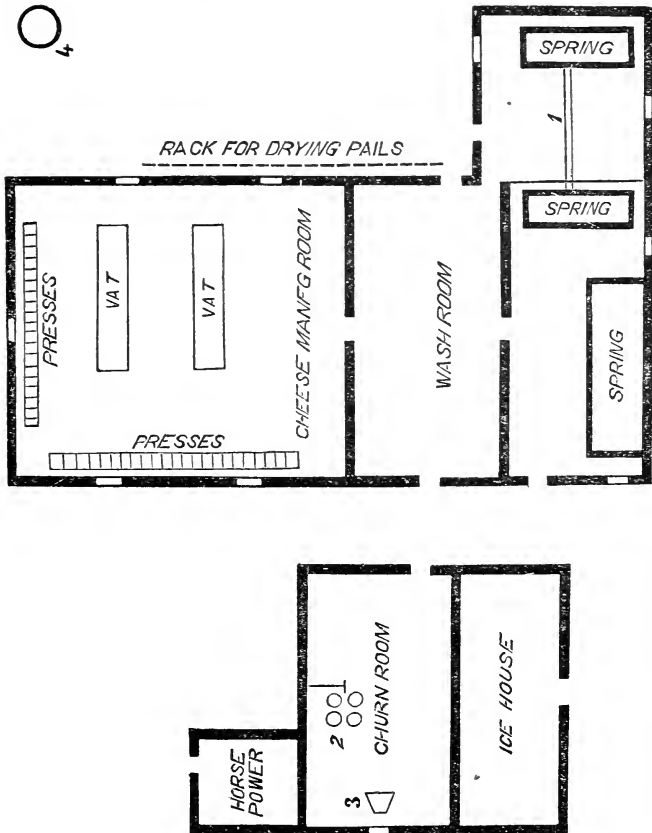 4
SPRING
1
RACK FOR DRYING PAILS
SPRING
PRESSES
VAT
VAT
CHEESE MANF'G ROOM
WASH ROOM
SPRING
PRESSES
2
CHURN ROOM
ICE HOUSE
HORSE
POWER
3